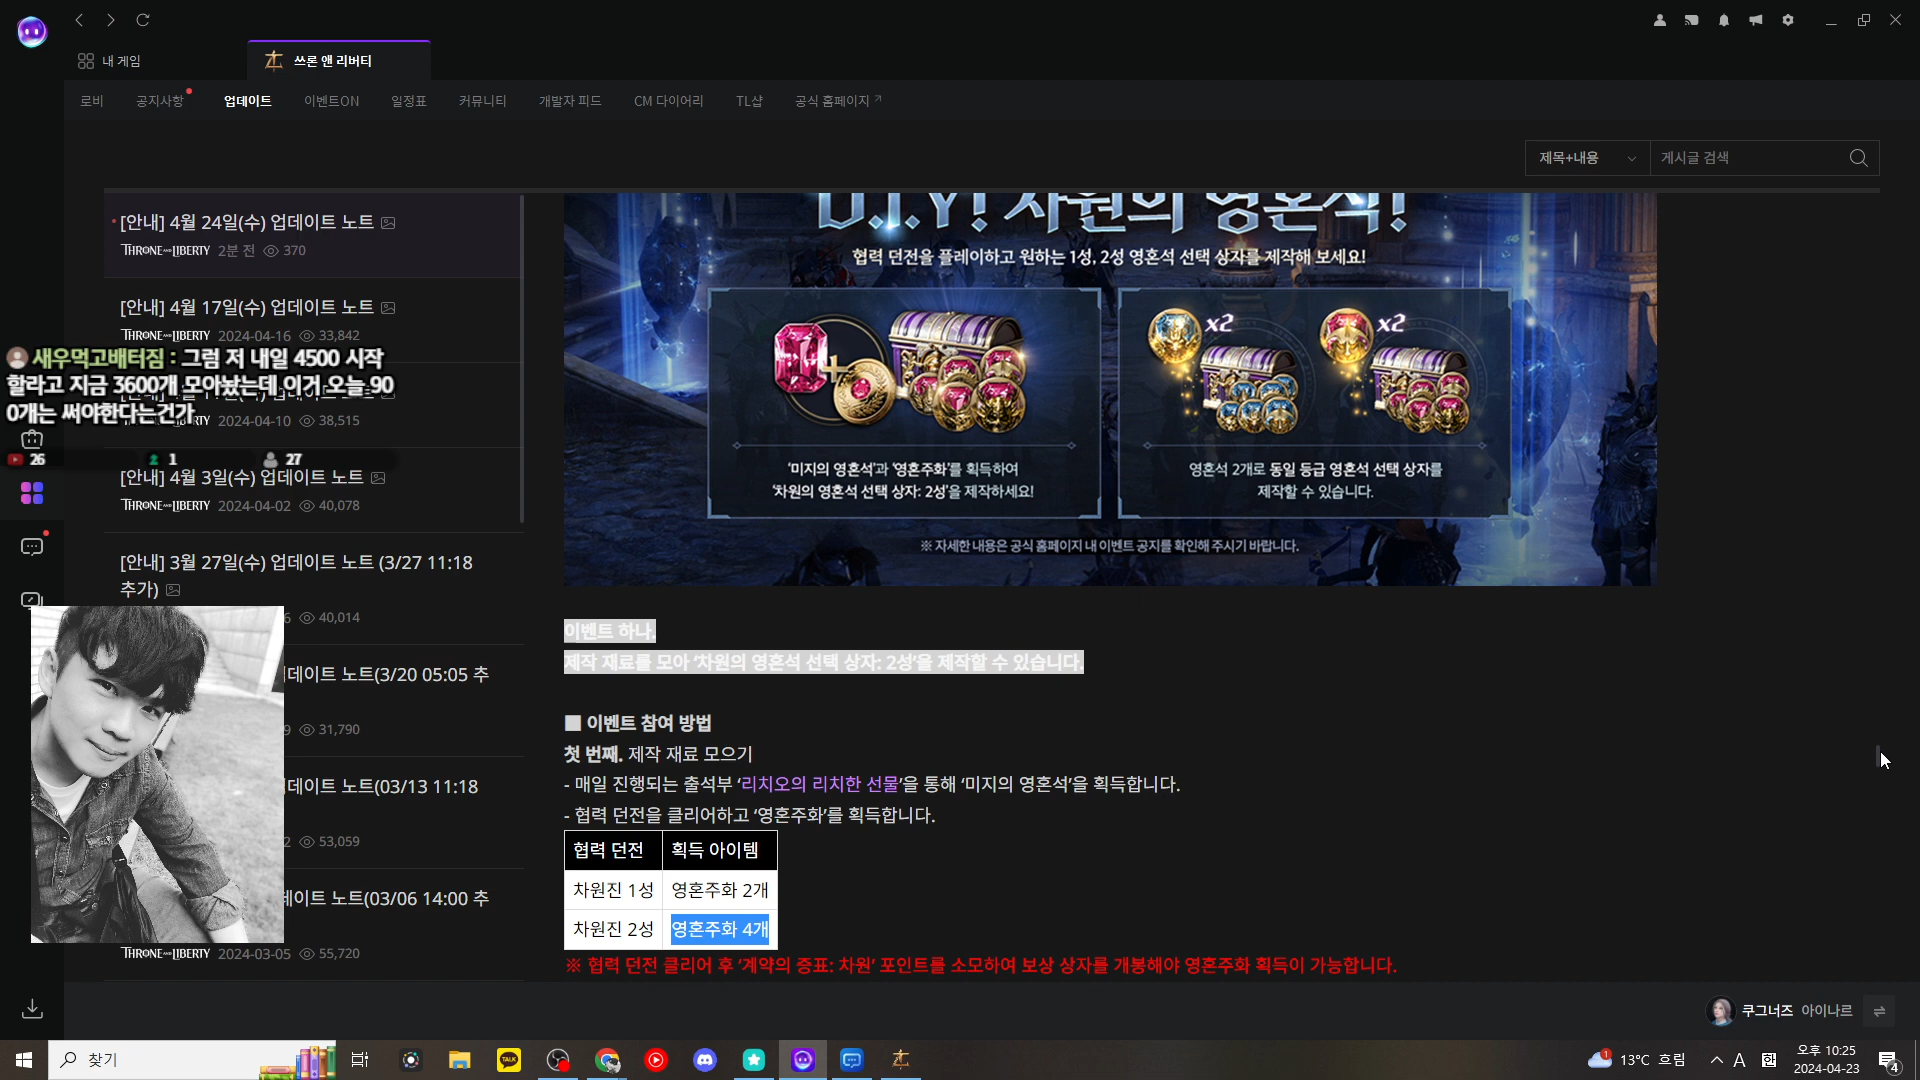 내 게임
쓰론 앤 리버티
로비
공지사항
업데이트
이벤트ON
일정표
커뮤니티
개발자 피드
CM 다이어리
TL샵
공식 홈페이지
제목+내용
게시글 검색
[안내] 4월 24일(수) 업데이트 노트
THRONE AND LIBERTY 2분 전 370
[안내] 4월 17일(수) 업데이트 노트
THRONE AND LIBERTY 2024-04-16 33,842
새우먹고배터짐 : 그럼 저 내일 4500 시작
할라고 지금 3600개 모아놨는데 이거 오늘 90
0개는 써야한다는건가
2024-04-10 38,515
26 1 27
[안내] 4월 3일(수) 업데이트 노트
THRONE AND LIBERTY 2024-04-02 40,078
[안내] 3월 27일(수) 업데이트 노트 (3/27 11:18
추가)
6 40,014
데이트 노트(3/20 05:05 추
9 31,790
데이트 노트(03/13 11:18
2 53,059
데이트 노트(03/06 14:00 추
THRONE AND LIBERTY 2024-03-05 55,720
D.I.Y! 차원의 영혼석!
협력 던전을 플레이하고 원하는 1성, 2성 영혼석 선택 상자를 제작해 보세요!
x2
x2
'미지의 영혼석'과 '영혼주화'를 획득하여
'차원의 영혼석 선택 상자: 2성'을 제작하세요!
영혼석 2개로 동일 등급 영혼석 선택 상자를
제작할 수 있습니다.
※ 자세한 내용은 공식 홈페이지 내 이벤트 공지를 확인해 주시기 바랍니다.
이벤트 하나.
제작 재료를 모아 '차원의 영혼석 선택 상자: 2성'을 제작할 수 있습니다.
■ 이벤트 참여 방법
첫 번째. 제작 재료 모으기
- 매일 진행되는 출석부 '리치오의 리치한 선물'을 통해 '미지의 영혼석'을 획득합니다.
- 협력 던전을 클리어하고 '영혼주화'를 획득합니다.
협력 던전 획득 아이템
차원진 1성 영혼주화 2개
차원진 2성 영혼주화 4개
※ 협력 던전 클리어 후 '계약의 증표: 차원' 포인트를 소모하여 보상 상자를 개봉해야 영혼주화 획득이 가능합니다.
쿠그너즈 아이나르
찾기
TALK
1
13°C 흐림
A
한
오후 10:25
2024-04-23
4